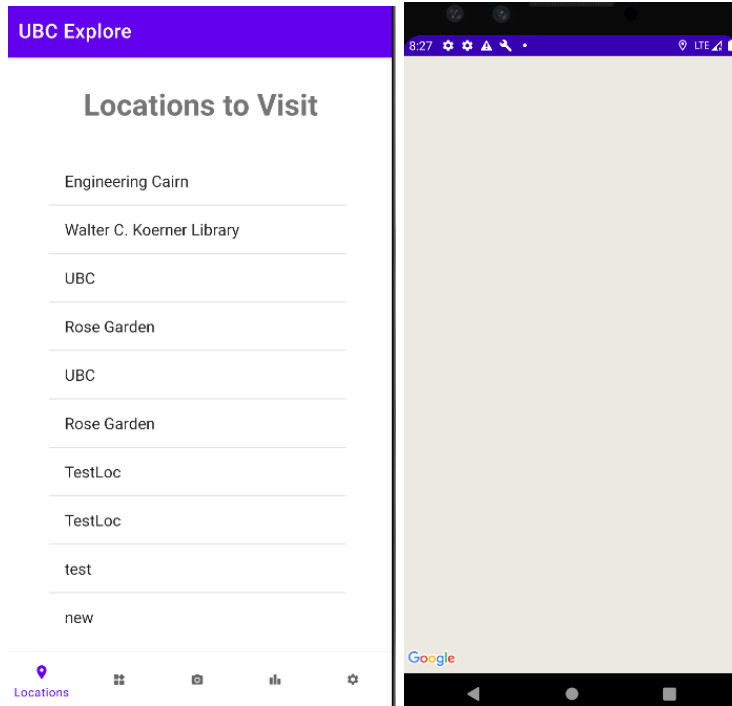 UBC Explore
Locations to Visit
Engineering Cairn
Walter C. Koerner Library
UBC
Rose Garden
UBC
Rose Garden
TestLoc
TestLoc
test
new
Locations
8:27
LTE
Google